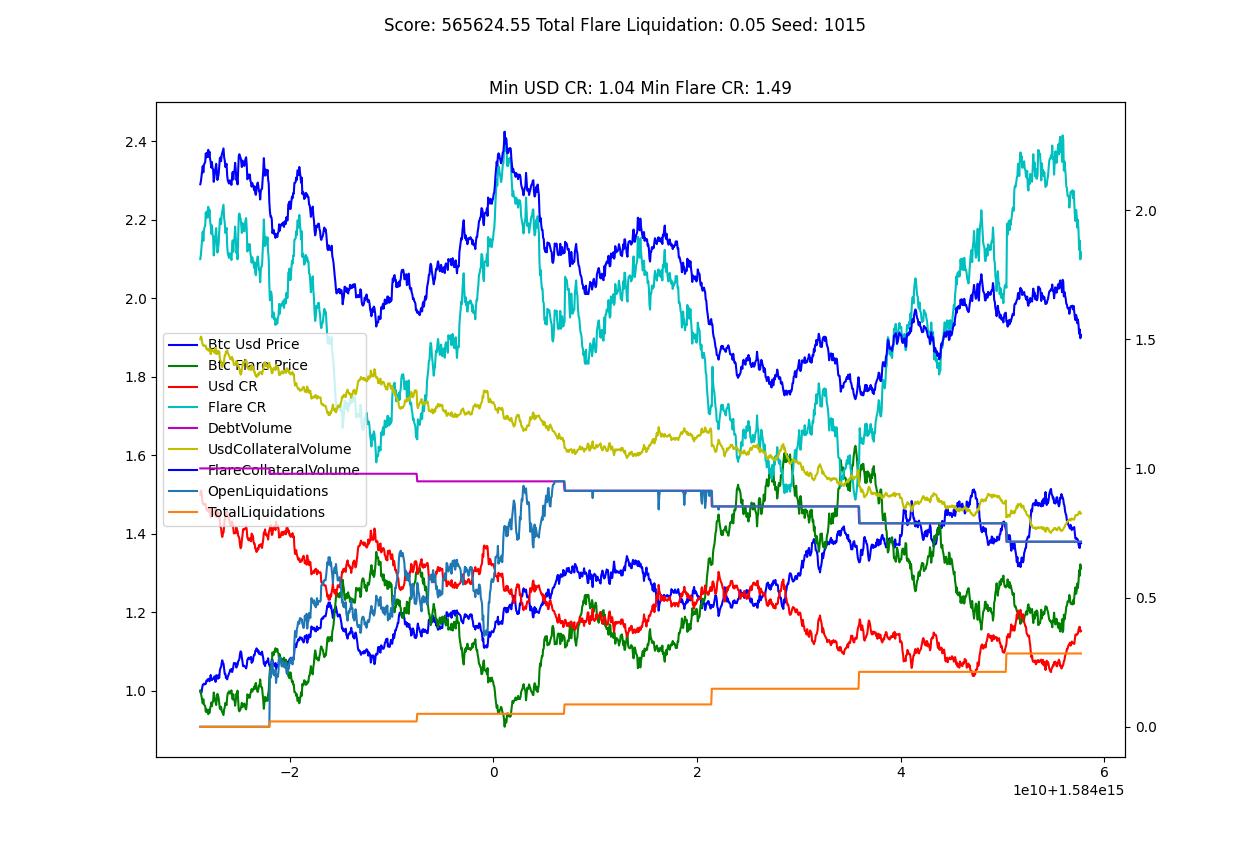 Score: 565624.55 Total Flare Liquidation: 0.05 Seed: 1015
Min USD CR: 1.04 Min Flare CR: 1.49
2.4
2.2
2.0
1.8
1.6
1.4
1.2
1.0
2.0
1.5
1.0
0.5
0.0
Btc Usd Price
Btc Flare Price
Usd CR
Flare CR
DebtVolume
UsdCollateralVolume
FlareCollateralVolume
OpenLiquidations
TotalLiquidations
−2 0 2 4 6
1e10+1.584e15